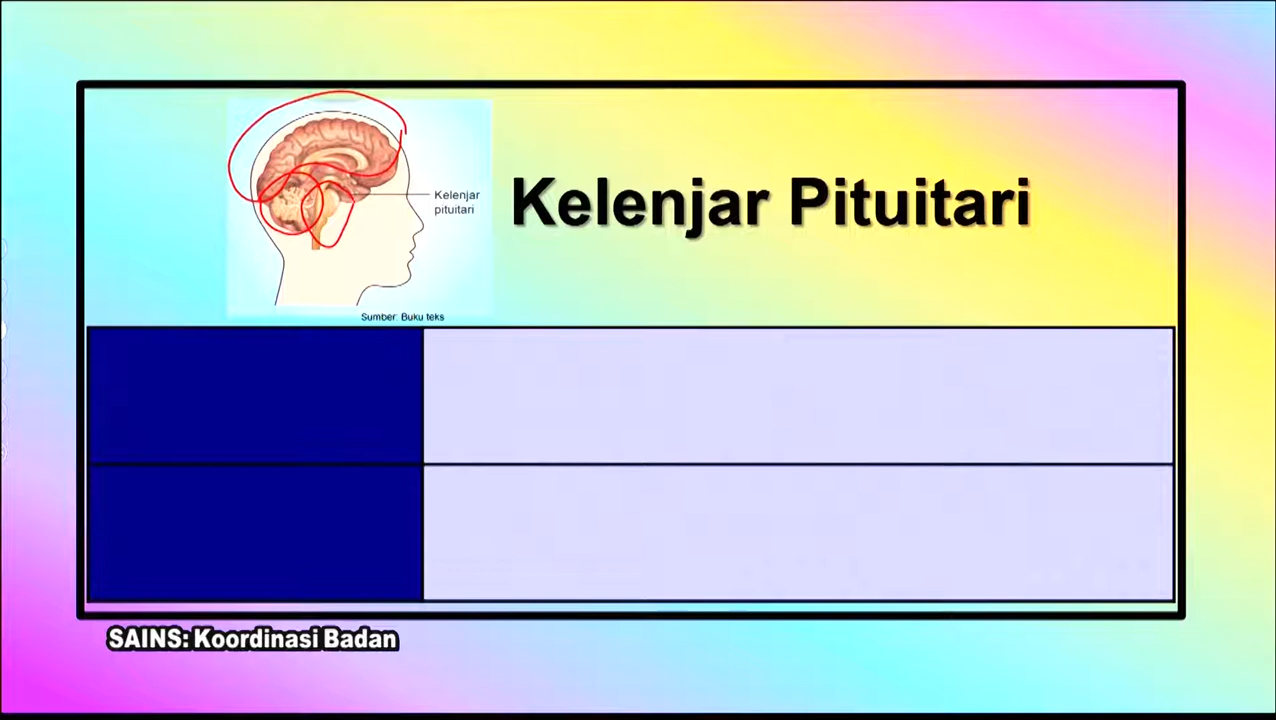 Kelenjar
pituitari
Kelenjar Pituitari
Sumber: Buku teks
SAINS: Koordinasi Badan